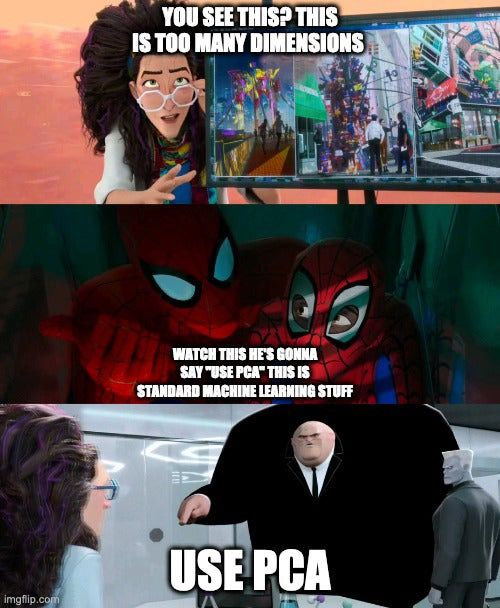 YOU SEE THIS? THIS
IS TOO MANY DIMENSIONS
WATCH THIS HE'S GONNA
SAY "USE PCA" THIS IS
STANDARD MACHINE LEARNING STUFF
USE PCA
imgflip.com